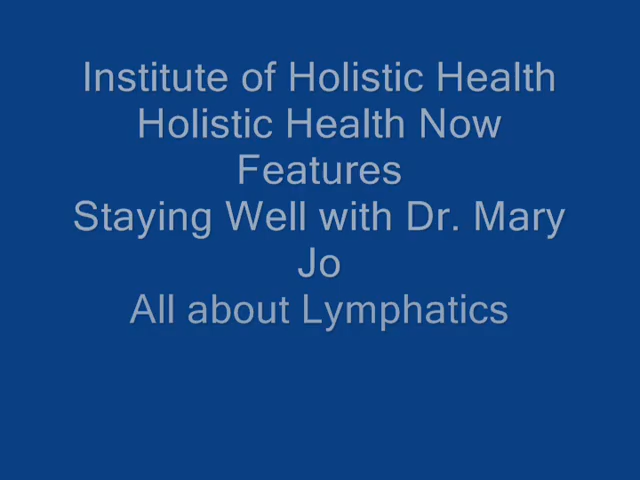 Institute of Holistic Health
Holistic Health Now
Features
Staying Well with Dr. Mary
Jo
All about Lymphatics